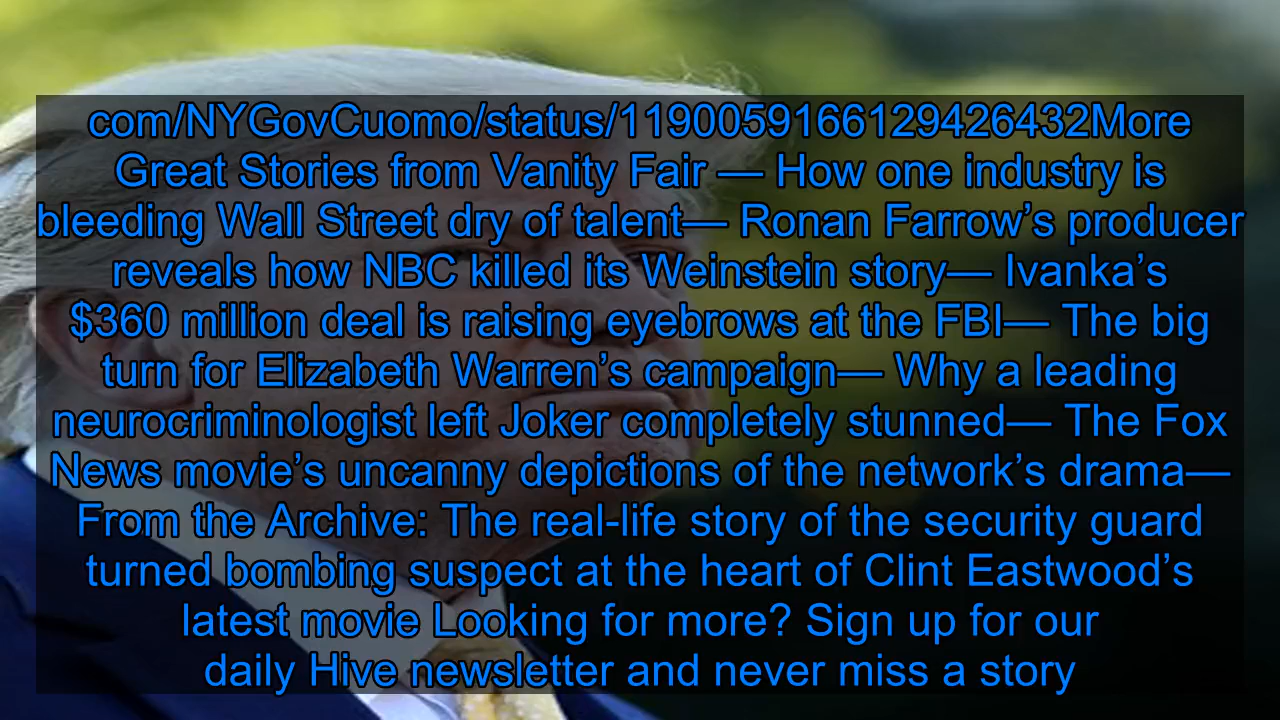 com/NYGovCuomo/status/1190059166129426432More
Great Stories from Vanity Fair — How one industry is
bleeding Wall Street dry of talent— Ronan Farrow’s producer
reveals how NBC killed its Weinstein story— Ivanka’s
$360 million deal is raising eyebrows at the FBI— The big
turn for Elizabeth Warren’s campaign— Why a leading
neurocriminologist left Joker completely stunned— The Fox
News movie’s uncanny depictions of the network’s drama—
From the Archive: The real-life story of the security guard
turned bombing suspect at the heart of Clint Eastwood’s
latest movie Looking for more? Sign up for our
daily Hive newsletter and never miss a story